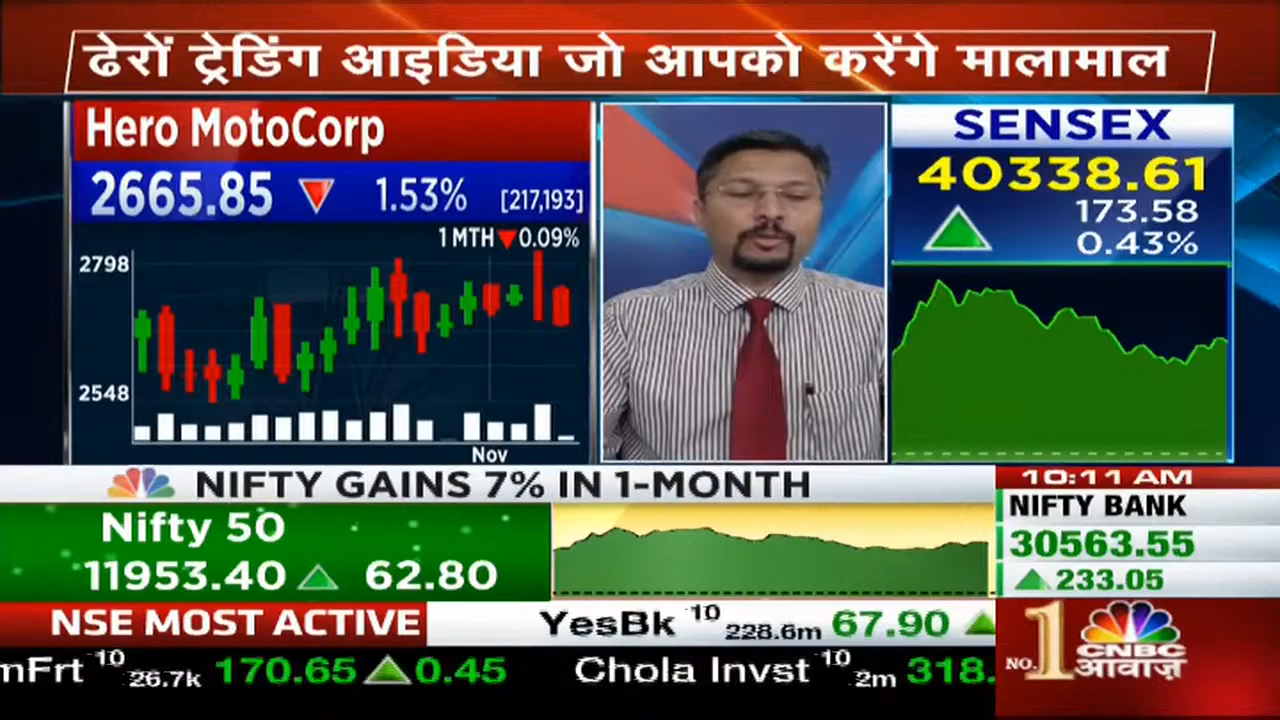 ढेरों ट्रेडिंग आइडिया जो आपको करेंगे मालामाल
Hero MotoCorp
2665.85 ▼ 1.53% [217,193]
1 MTH ▼ 0.09%
2798
2548
Nov
SENSEX
40338.61
▲ 173.58
0.43%
NIFTY GAINS 7% IN 1-MONTH
Nifty 50
11953.40 ▲ 62.80
10:11 AM
NIFTY BANK
30563.55
▲ 233.05
NSE MOST ACTIVE
YesBk 10 228.6m 67.90 ▲
mFrt 10 26.7k 170.65 ▲ 0.45 Chola Invst 10 2m 318.
NO. 1 CNBC
आवाज़